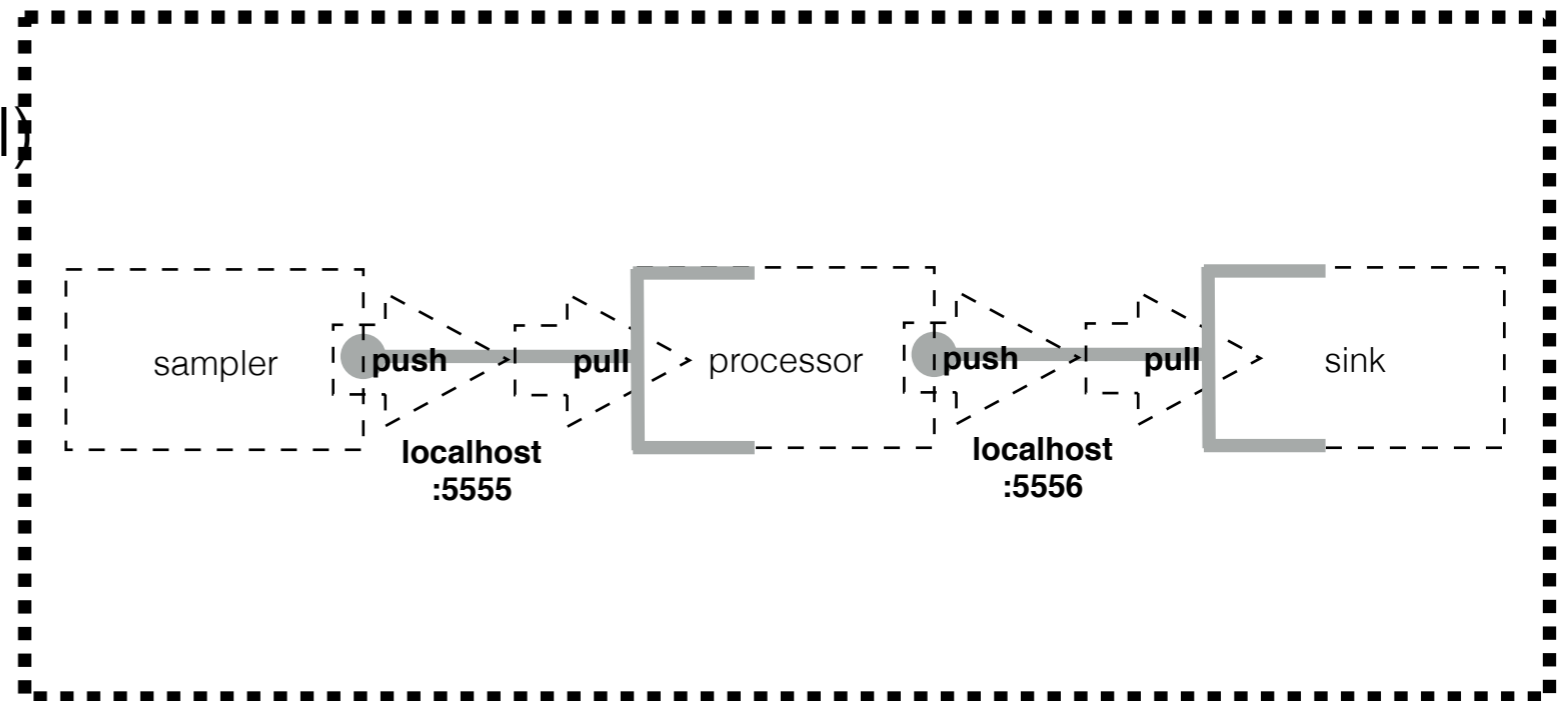 l)
sampler
push
pull
processor
push
pull
sink
localhost
:5555
localhost
:5556